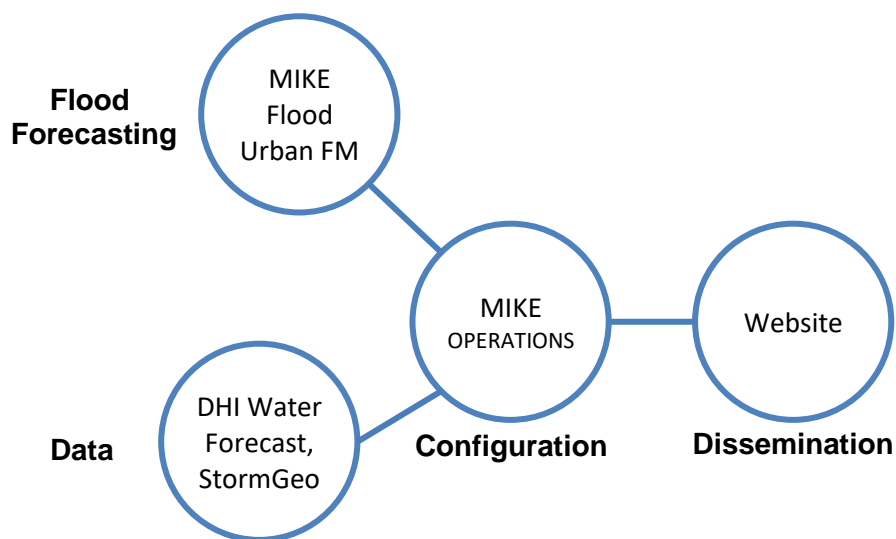 Flood
Forecasting
MIKE
Flood
Urban FM
MIKE
OPERATIONS
Configuration
Website
Dissemination
Data
DHI Water
Forecast,
StormGeo